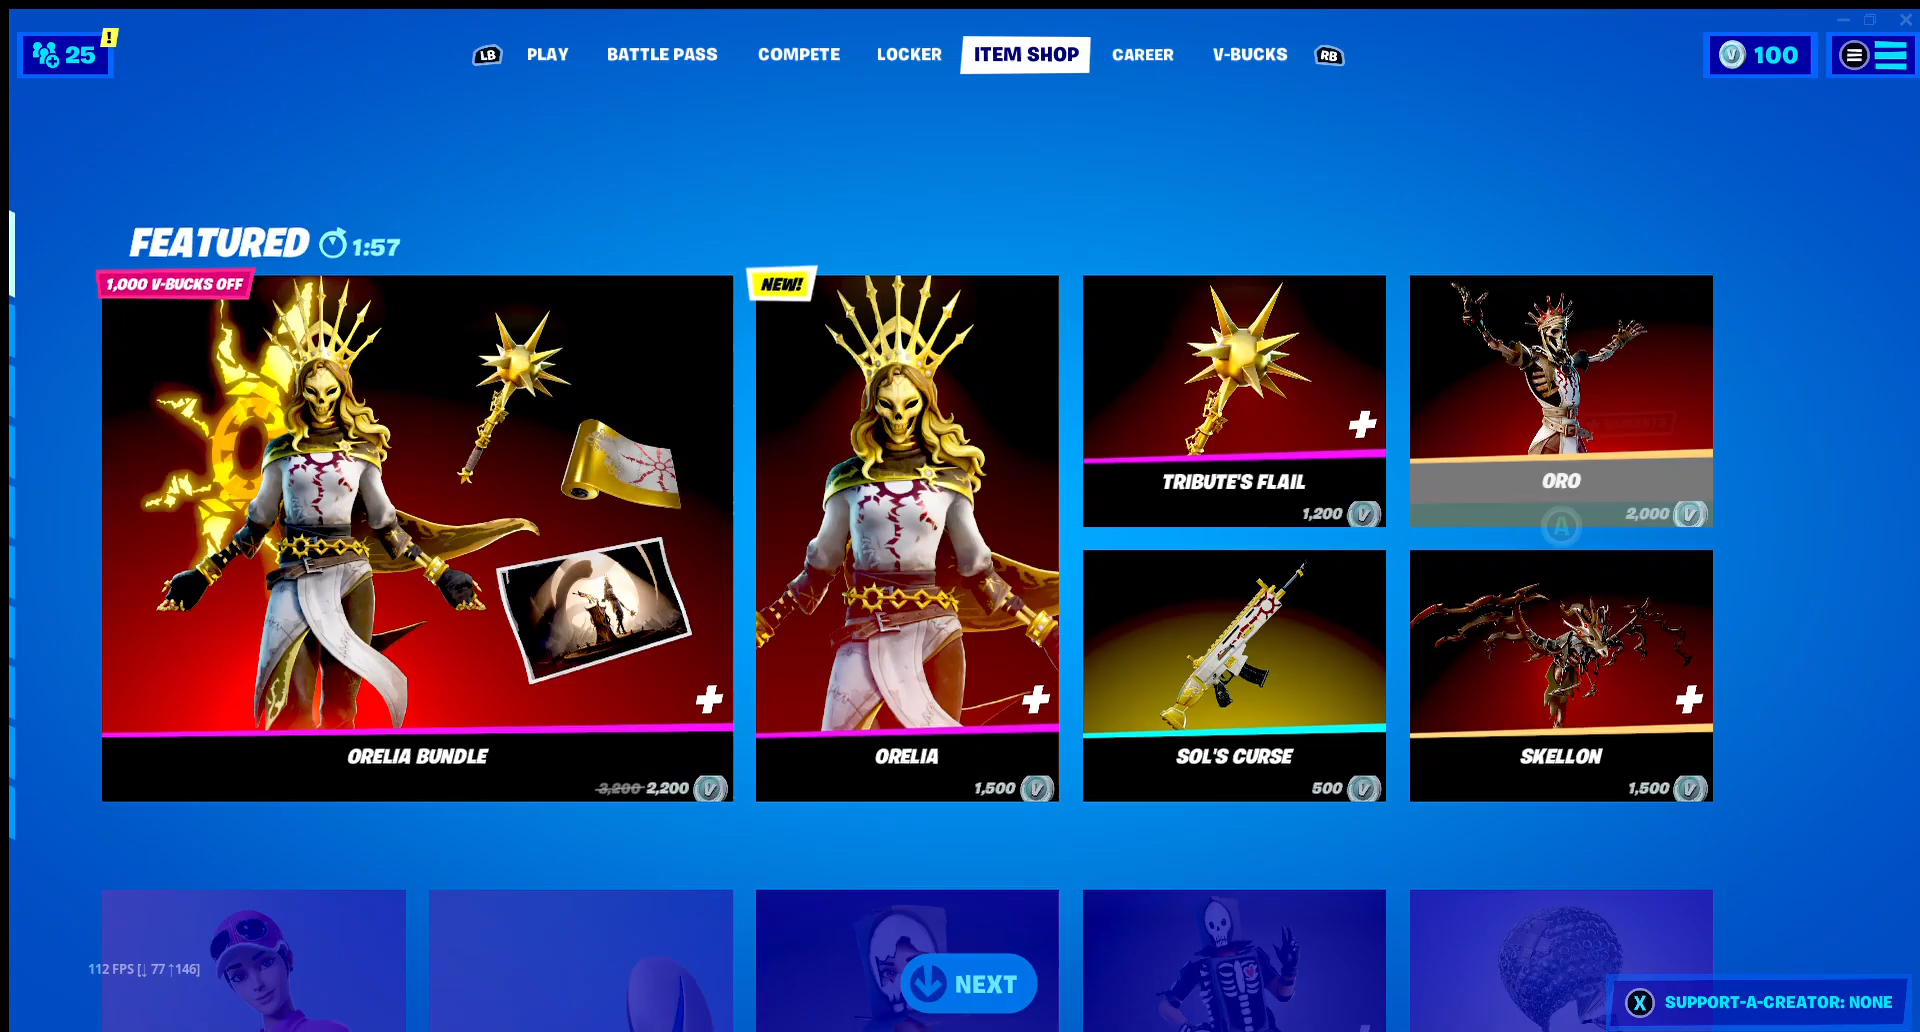 25 !
LB PLAY BATTLE PASS COMPETE LOCKER ITEM SHOP CAREER V-BUCKS RB
V 100
FEATURED 1:57
1,000 V-BUCKS OFF
NEW!
ORELIA BUNDLE
3,200 2,200 V
ORELIA
1,500 V
TRIBUTE'S FLAIL
1,200 V
ORO
2,000 V
A
SOL'S CURSE
500 V
SKELLON
1,500 V
112 FPS [↓ 77 ↑146]
NEXT
X SUPPORT-A-CREATOR: NONE